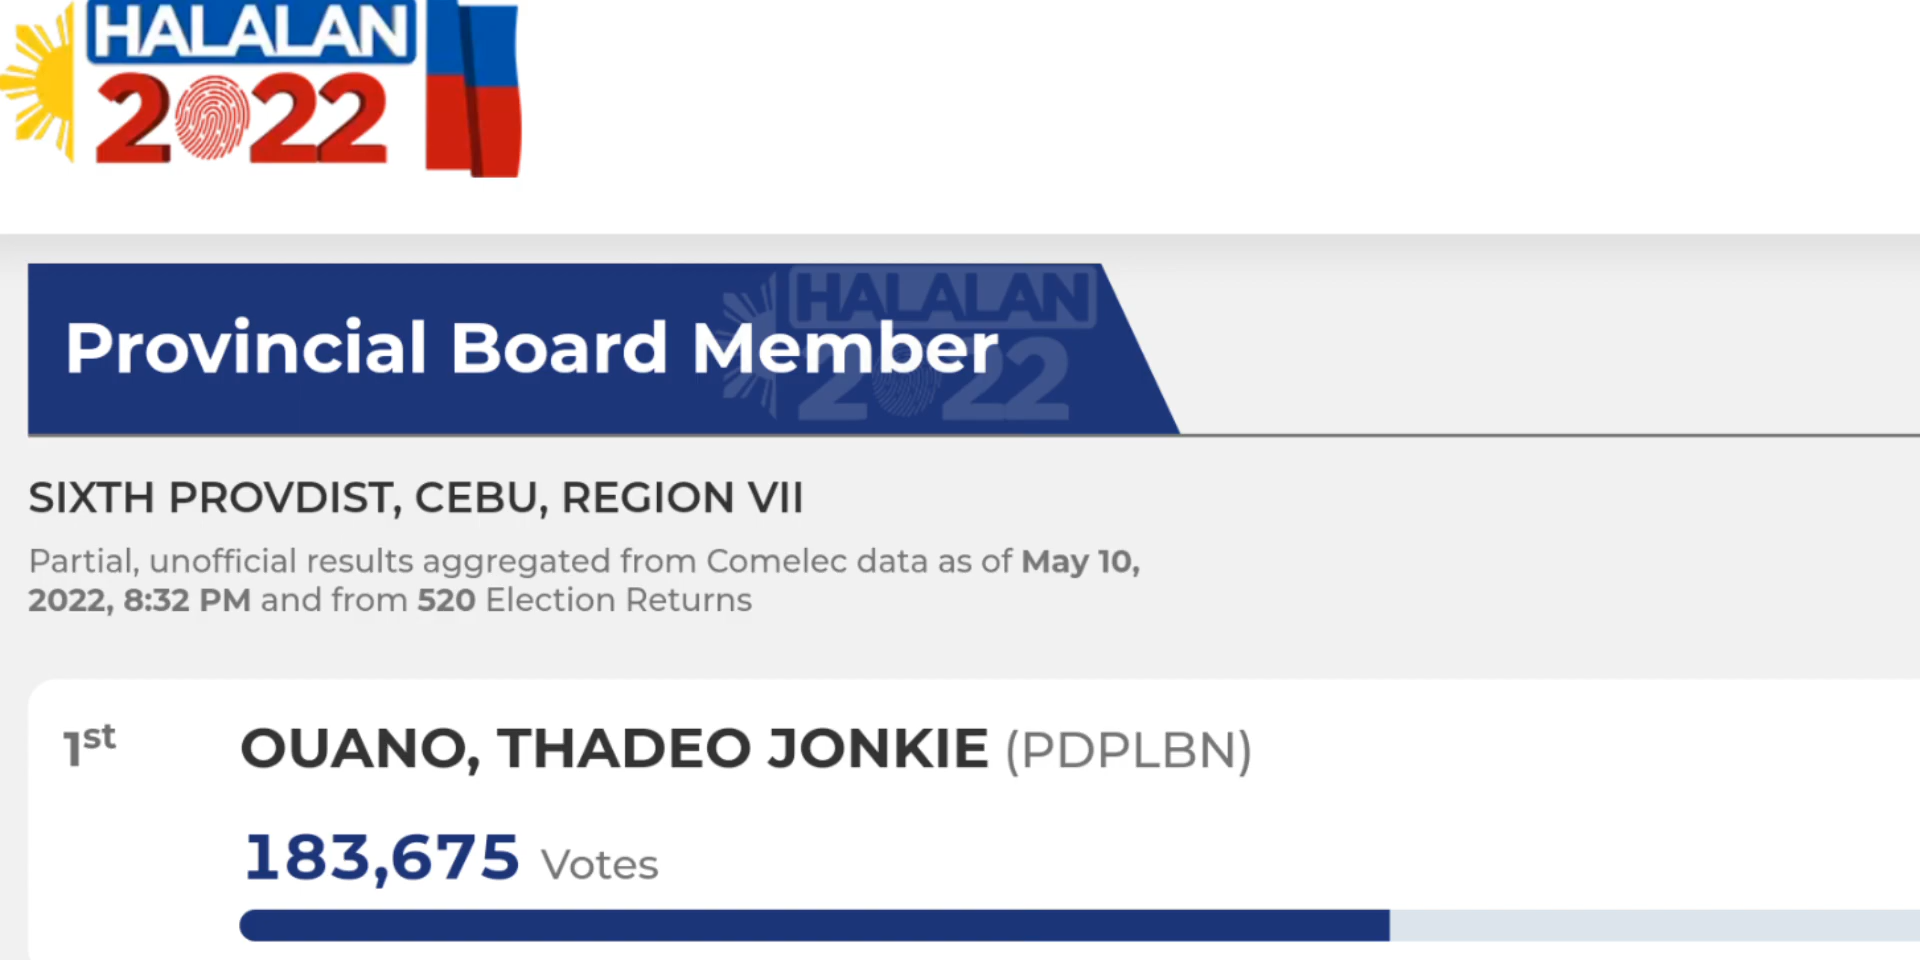 HALALAN
2022
HALALAN
2022
Provincial Board Member
SIXTH PROVDIST, CEBU, REGION VII
Partial, unofficial results aggregated from Comelec data as of May 10,
2022, 8:32 PM and from 520 Election Returns
1st OUANO, THADEO JONKIE (PDPLBN)
183,675 Votes